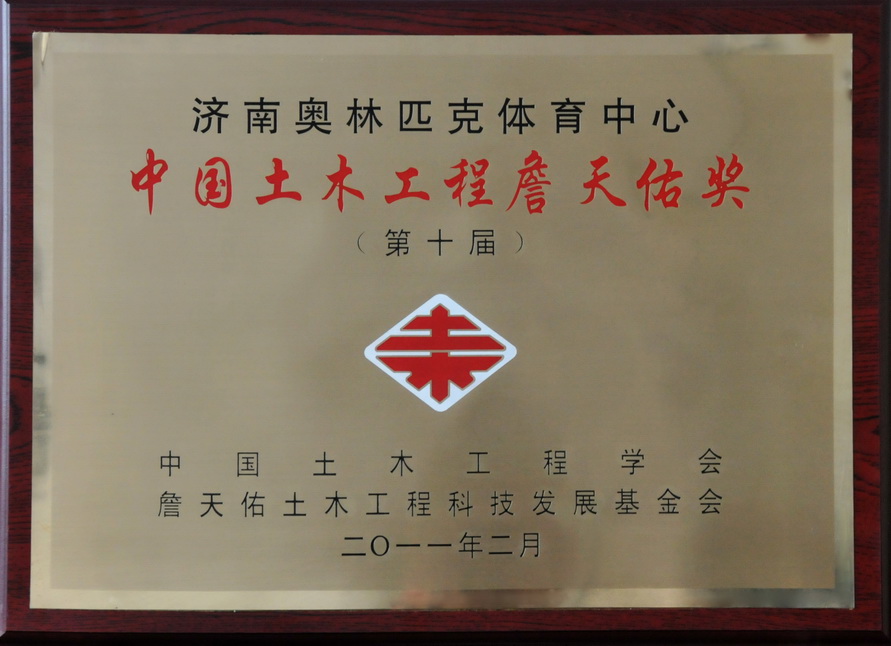 济南奥林匹克体育中心
中国土木工程詹天佑奖
（第十届）
中国土木工程学会
詹天佑土木工程科技发展基金会
二〇一一年二月